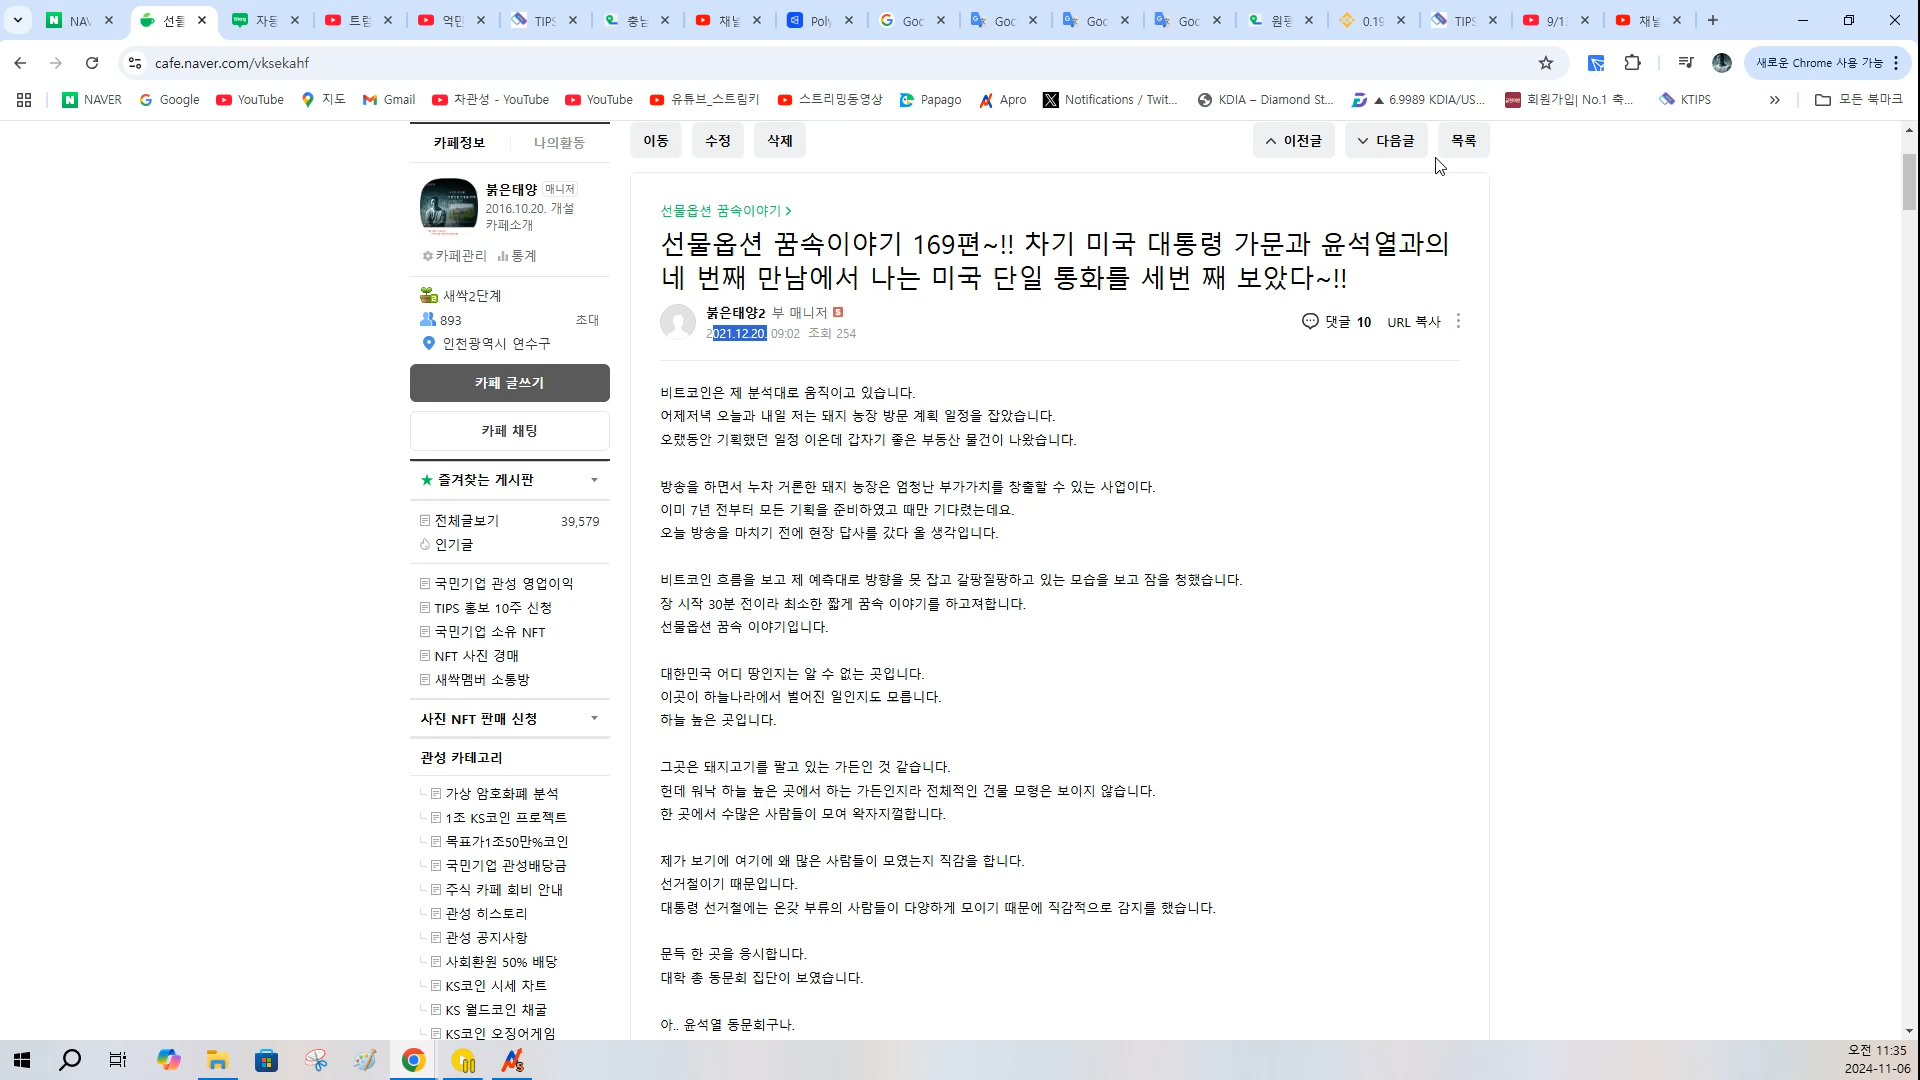 NAV
선물
자동
트럼
억만
TIPS
충남
채널
Poly
Goo
Goo
Goo
Goo
원광
0.19
TIPS
9/1
채널
cafe.naver.com/vksekahf
새로운 Chrome 사용 가능
NAVER
Google
YouTube
지도
Gmail
차관성 - YouTube
YouTube
유튜브_스트림키
스트리밍동영상
Papago
Apro
Notifications / Twit...
KDIA – Diamond St...
▲ 6.9989 KDIA/US...
회원가입| No.1 축...
KTIPS
모든 북마크
카페정보
나의활동
붉은태양 매니저
2016.10.20. 개설
카페소개
카페관리
통계
새싹2단계
893
초대
인천광역시 연수구
카페 글쓰기
카페 채팅
즐겨찾는 게시판
전체글보기 39,579
인기글
국민기업 관성 영업이익
TIPS 홍보 10주 신청
국민기업 소유 NFT
NFT 사진 경매
새싹멤버 소통방
사진 NFT 판매 신청
관성 카테고리
가상 암호화폐 분석
1조 KS코인 프로젝트
목표가1조50만%코인
국민기업 관성배당금
주식 카페 회비 안내
관성 히스토리
관성 공지사항
사회환원 50% 배당
KS코인 시세 차트
KS 월드코인 채굴
KS코인 오징어게임
이동
수정
삭제
이전글
다음글
목록
선물옵션 꿈속이야기
선물옵션 꿈속이야기 169편~!! 차기 미국 대통령 가문과 윤석열과의
네 번째 만남에서 나는 미국 단일 통화를 세번 째 보았다~!!
붉은태양2 부 매니저
2021.12.20. 09:02 조회 254
댓글 10
URL 복사
비트코인은 제 분석대로 움직이고 있습니다.
어제저녁 오늘과 내일 저는 돼지 농장 방문 계획 일정을 잡았습니다.
오랬동안 기획했던 일정 이온데 갑자기 좋은 부동산 물건이 나왔습니다.
방송을 하면서 누차 거론한 돼지 농장은 엄청난 부가가치를 창출할 수 있는 사업이다.
이미 7년 전부터 모든 기획을 준비하였고 때만 기다렸는데요.
오늘 방송을 마치기 전에 현장 답사를 갔다 올 생각입니다.
비트코인 흐름을 보고 제 예측대로 방향을 못 잡고 갈팡질팡하고 있는 모습을 보고 잠을 청했습니다.
장 시작 30분 전이라 최소한 짧게 꿈속 이야기를 하고져합니다.
선물옵션 꿈속 이야기입니다.
대한민국 어디 땅인지는 알 수 없는 곳입니다.
이곳이 하늘나라에서 벌어진 일인지도 모릅니다.
하늘 높은 곳입니다.
그곳은 돼지고기를 팔고 있는 가든인 것 같습니다.
헌데 워낙 하늘 높은 곳에서 하는 가든인지라 전체적인 건물 모형은 보이지 않습니다.
한 곳에서 수많은 사람들이 모여 왁자지껄합니다.
제가 보기에 여기에 왜 많은 사람들이 모였는지 직감을 합니다.
선거철이기 때문입니다.
대통령 선거철에는 온갖 부류의 사람들이 다양하게 모이기 때문에 직감적으로 감지를 했습니다.
문득 한 곳을 응시합니다.
대학 총 동문회 집단이 보였습니다.
아.. 윤석열 동문회구나.
오전 11:35
2024-11-06